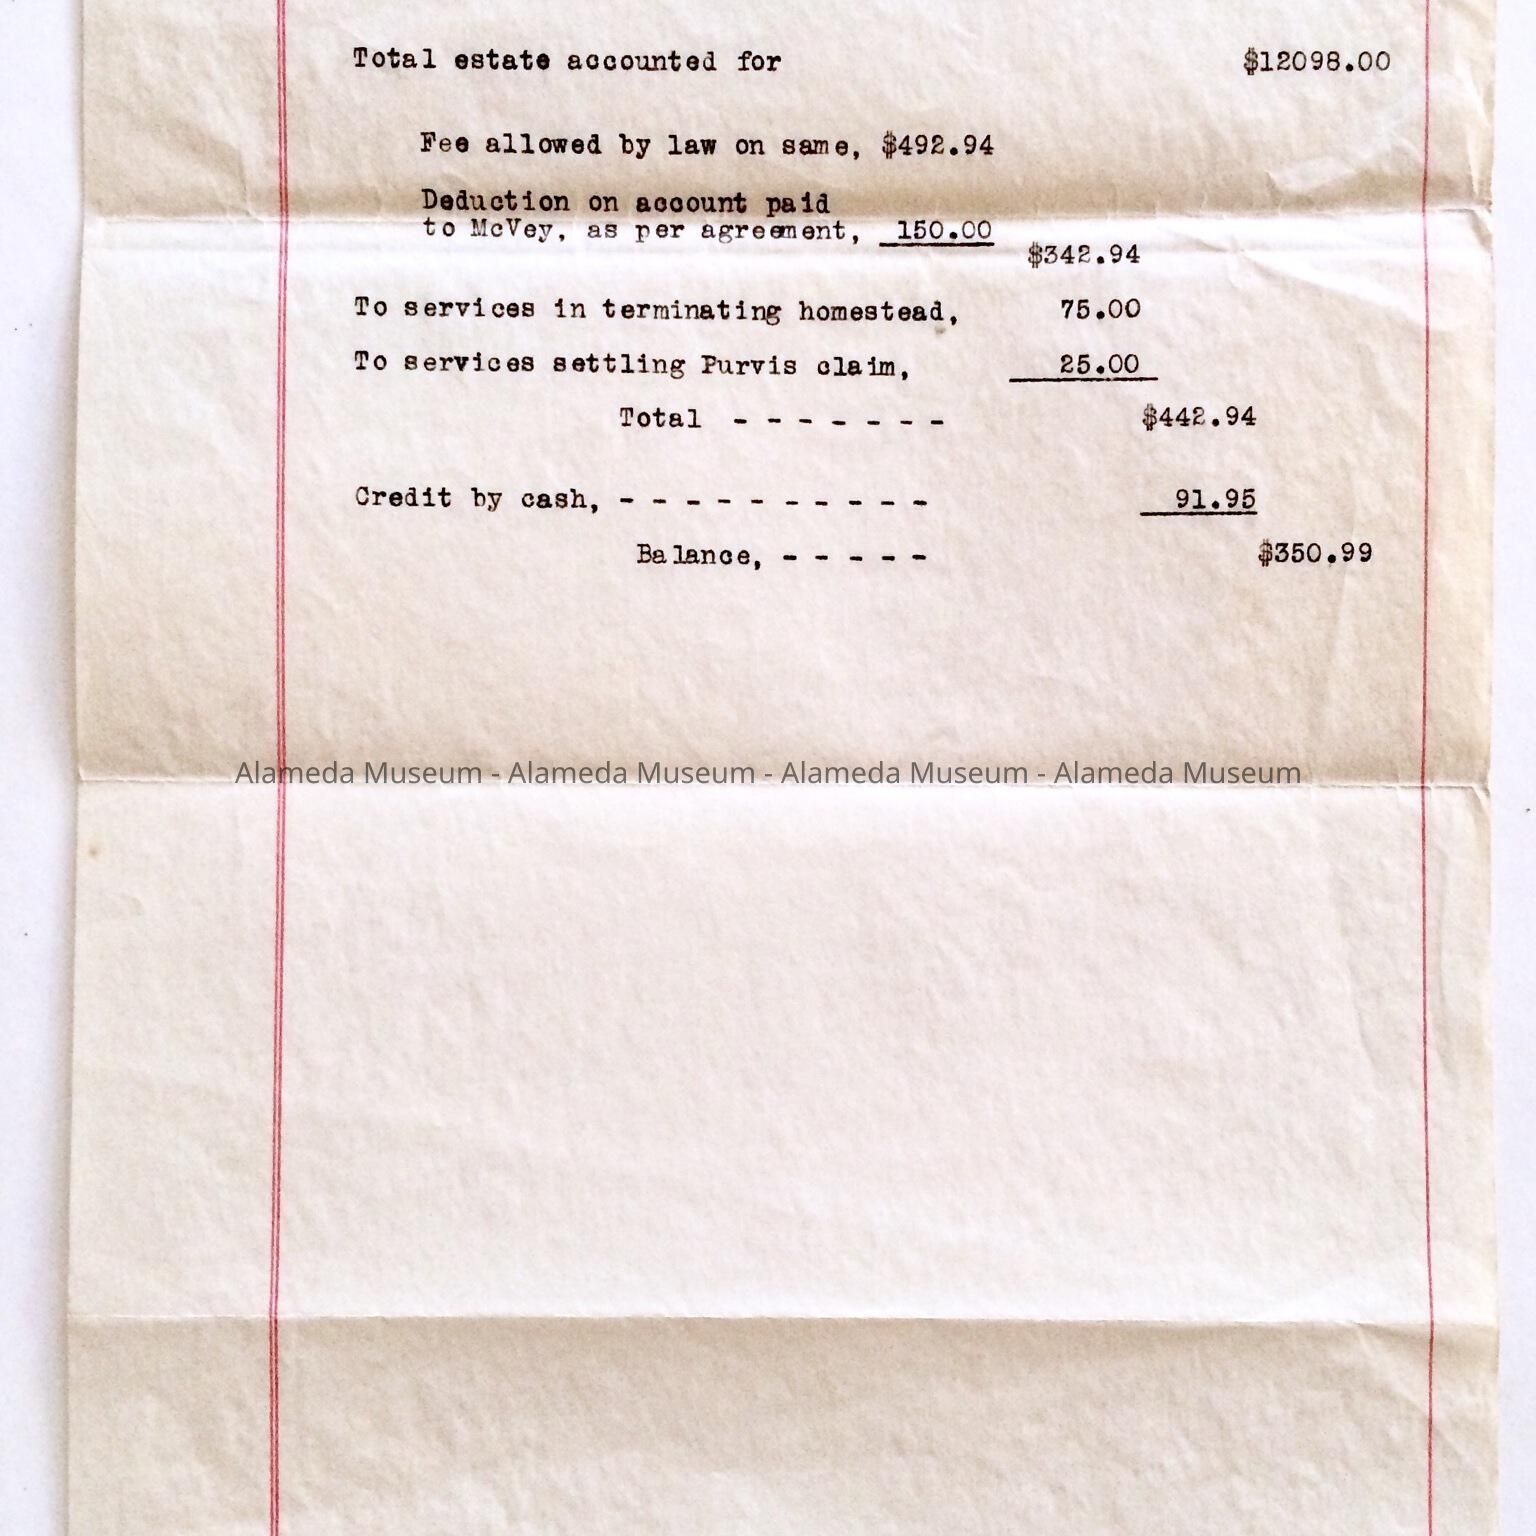 Total estate accounted for $12098.00
Fee allowed by law on same, $492.94
Deduction on account paid
to McVey, as per agreement, 150.00
$342.94
To services in terminating homestead, 75.00
To services settling Purvis claim, 25.00
Total - - - - - - - $442.94
Credit by cash, - - - - - - - - - - 91.95
Balance, - - - - - $350.99
Alameda Museum - Alameda Museum - Alameda Museum - Alameda Museum